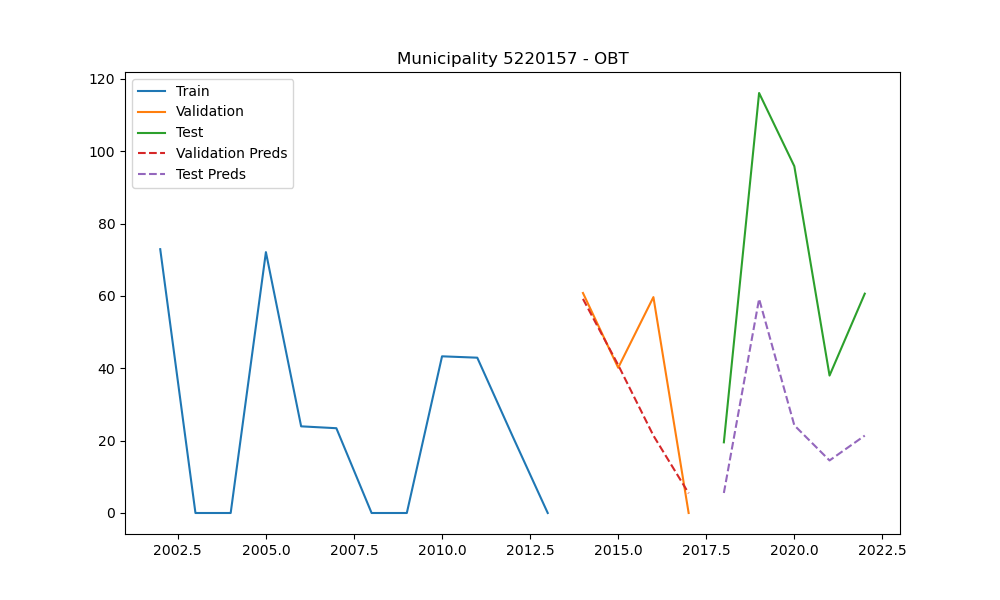 Municipality 5220157 - OBT
Train
Validation
Test
Validation Preds
Test Preds
120
100
80
60
40
20
0
2002.5 2005.0 2007.5 2010.0 2012.5 2015.0 2017.5 2020.0 2022.5